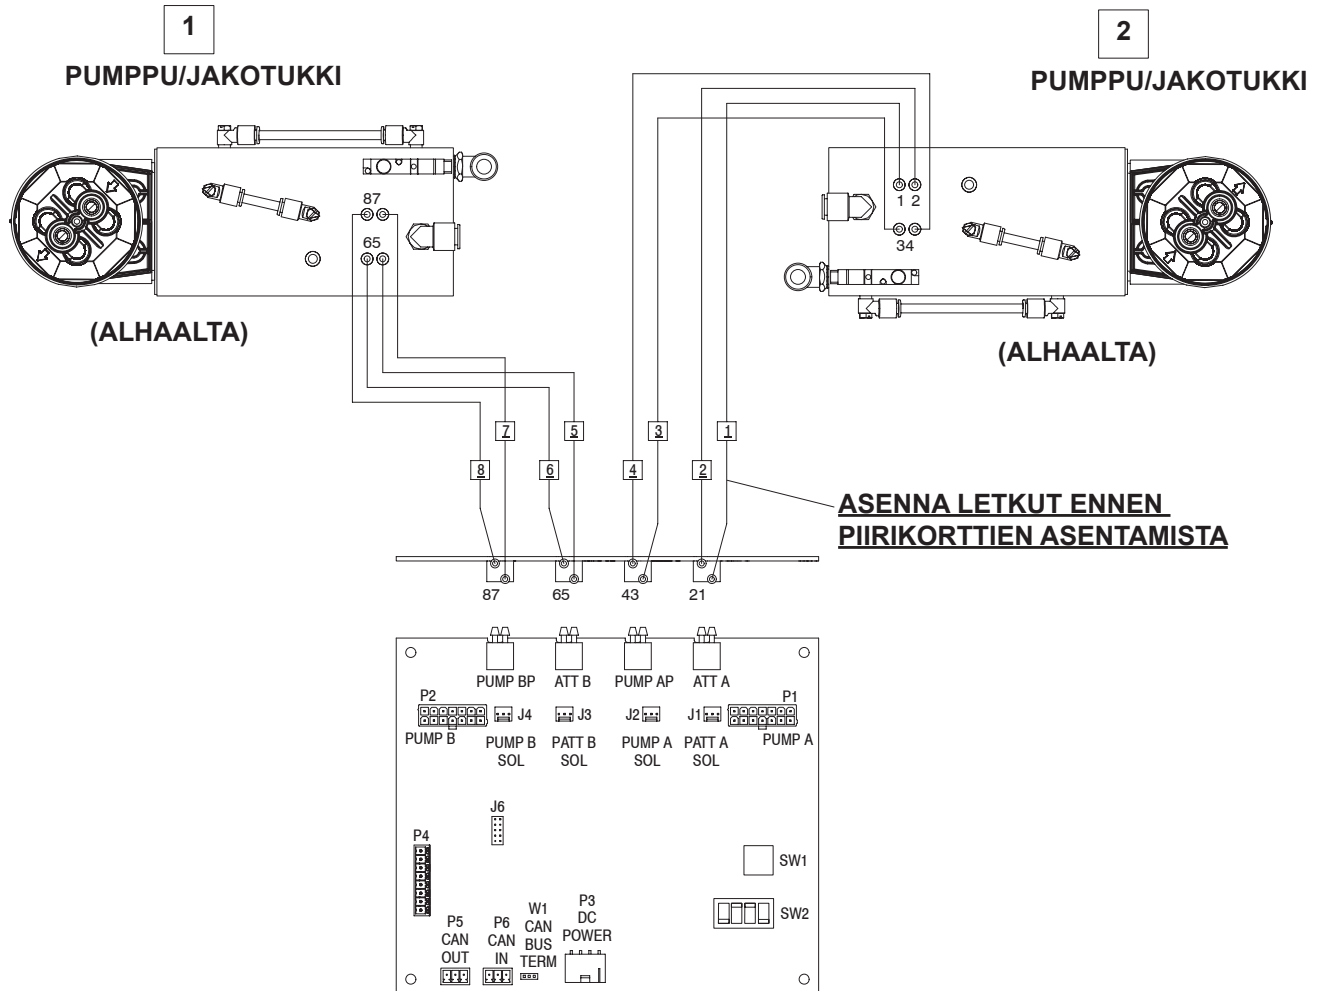 1
PUMPPU/JAKOTUKKI
2
PUMPPU/JAKOTUKKI
87
65
1 2
34
(ALHAALTA)
(ALHAALTA)
7
5
3
1
8
6
4
2
ASENNA LETKUT ENNEN
PIIRIKORTTIEN ASENTAMISTA
87
65
43
21
PUMP BP
ATT B
PUMP AP
ATT A
P2
P1
J4
J3
J2
J1
PUMP B
PUMP B
SOL
PATT B
SOL
PUMP A
SOL
PATT A
SOL
PUMP A
J6
P4
SW1
SW2
P5
CAN
OUT
P6
CAN
IN
W1
CAN
BUS
TERM
P3
DC
POWER